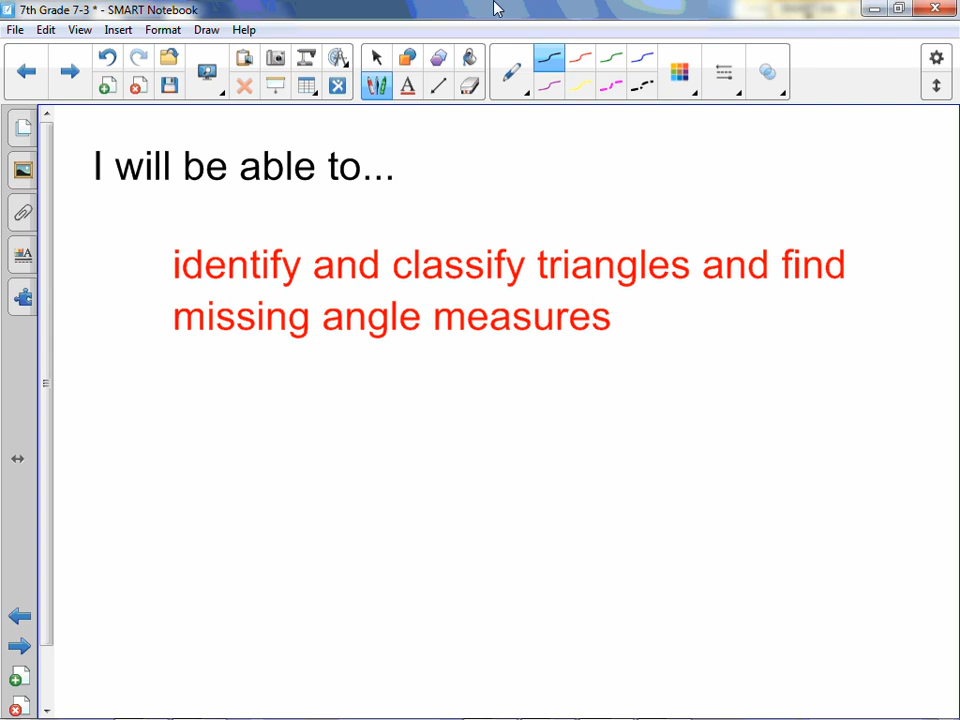 7th Grade 7-3 * - SMART Notebook
File Edit View Insert Format Draw Help
I will be able to...
identify and classify triangles and find
missing angle measures